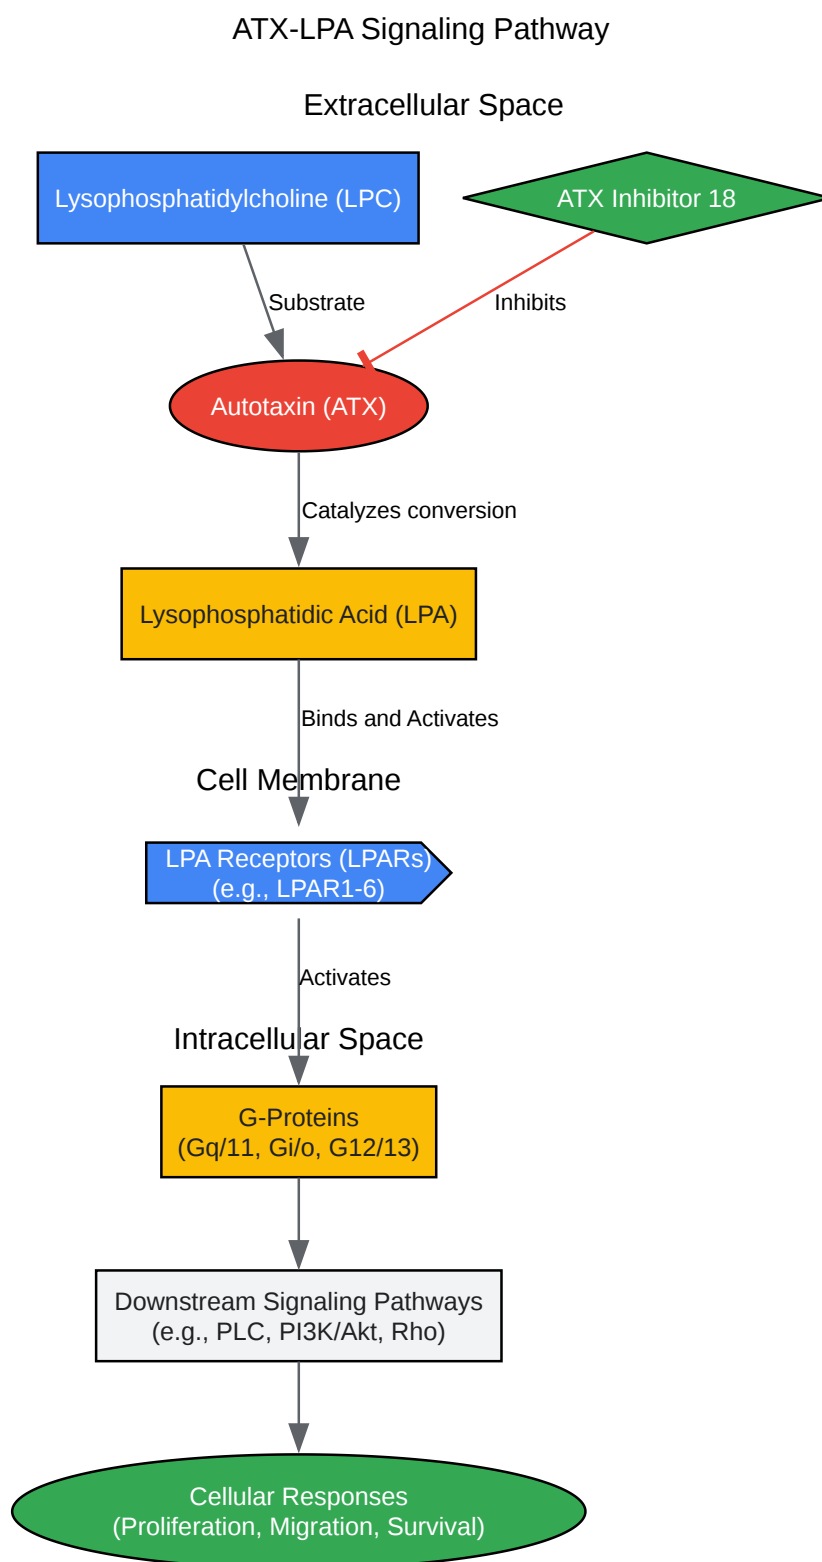 ATX-LPA Signaling Pathway
Extracellular Space
Lysophosphatidylcholine (LPC)
ATX Inhibitor 18
Substrate
Inhibits
Autotaxin (ATX)
Catalyzes conversion
Lysophosphatidic Acid (LPA)
Binds and Activates
Cell Membrane
LPA Receptors (LPARs)
(e.g., LPAR1-6)
Activates
Intracellular Space
G-Proteins
(Gq/11, Gi/o, G12/13)
Downstream Signaling Pathways
(e.g., PLC, PI3K/Akt, Rho)
Cellular Responses
(Proliferation, Migration, Survival)